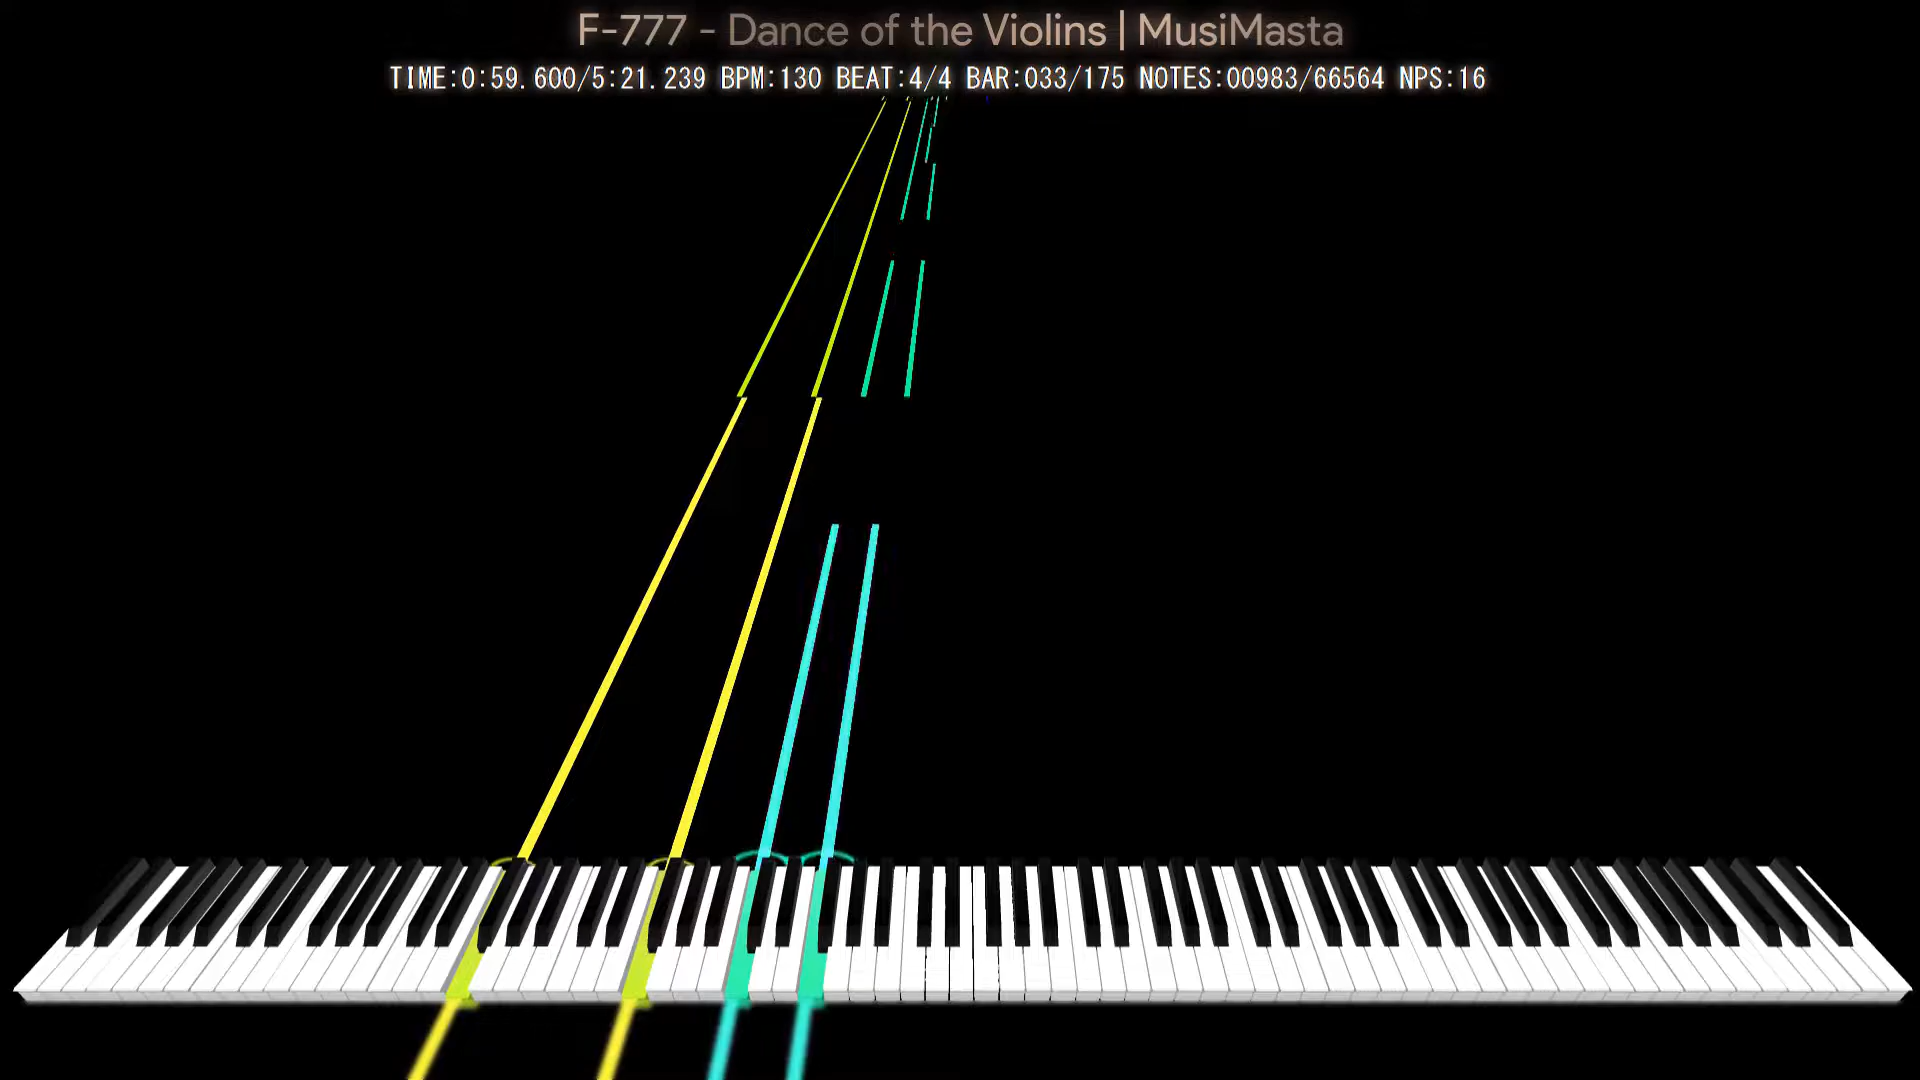 F-777 - Dance of the Violins | MusiMasta
TIME:0:59.600/5:21.239 BPM:130 BEAT:4/4 BAR:033/175 NOTES:00983/66564 NPS:16